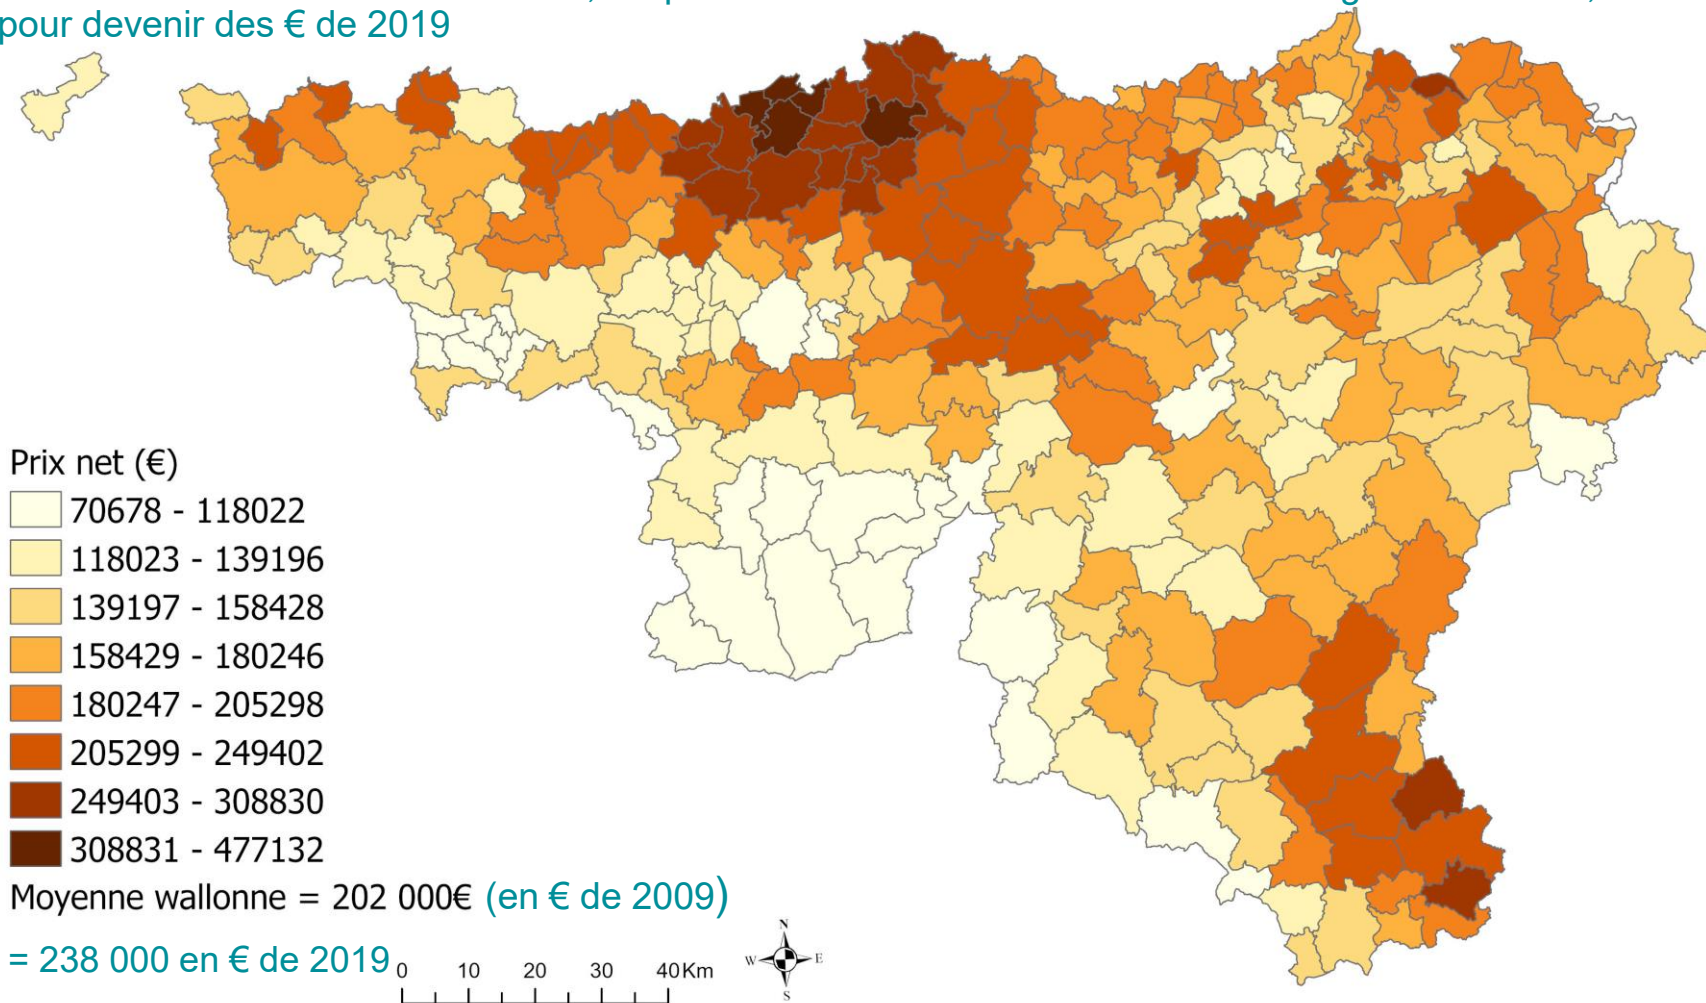 pour devenir des € de 2019
Prix net (€)
70678 - 118022
118023 - 139196
139197 - 158428
158429 - 180246
180247 - 205298
205299 - 249402
249403 - 308830
308831 - 477132
Moyenne wallonne = 202 000€ (en € de 2009)
= 238 000 en € de 2019
0 10 20 30 40Km
N
W E
S